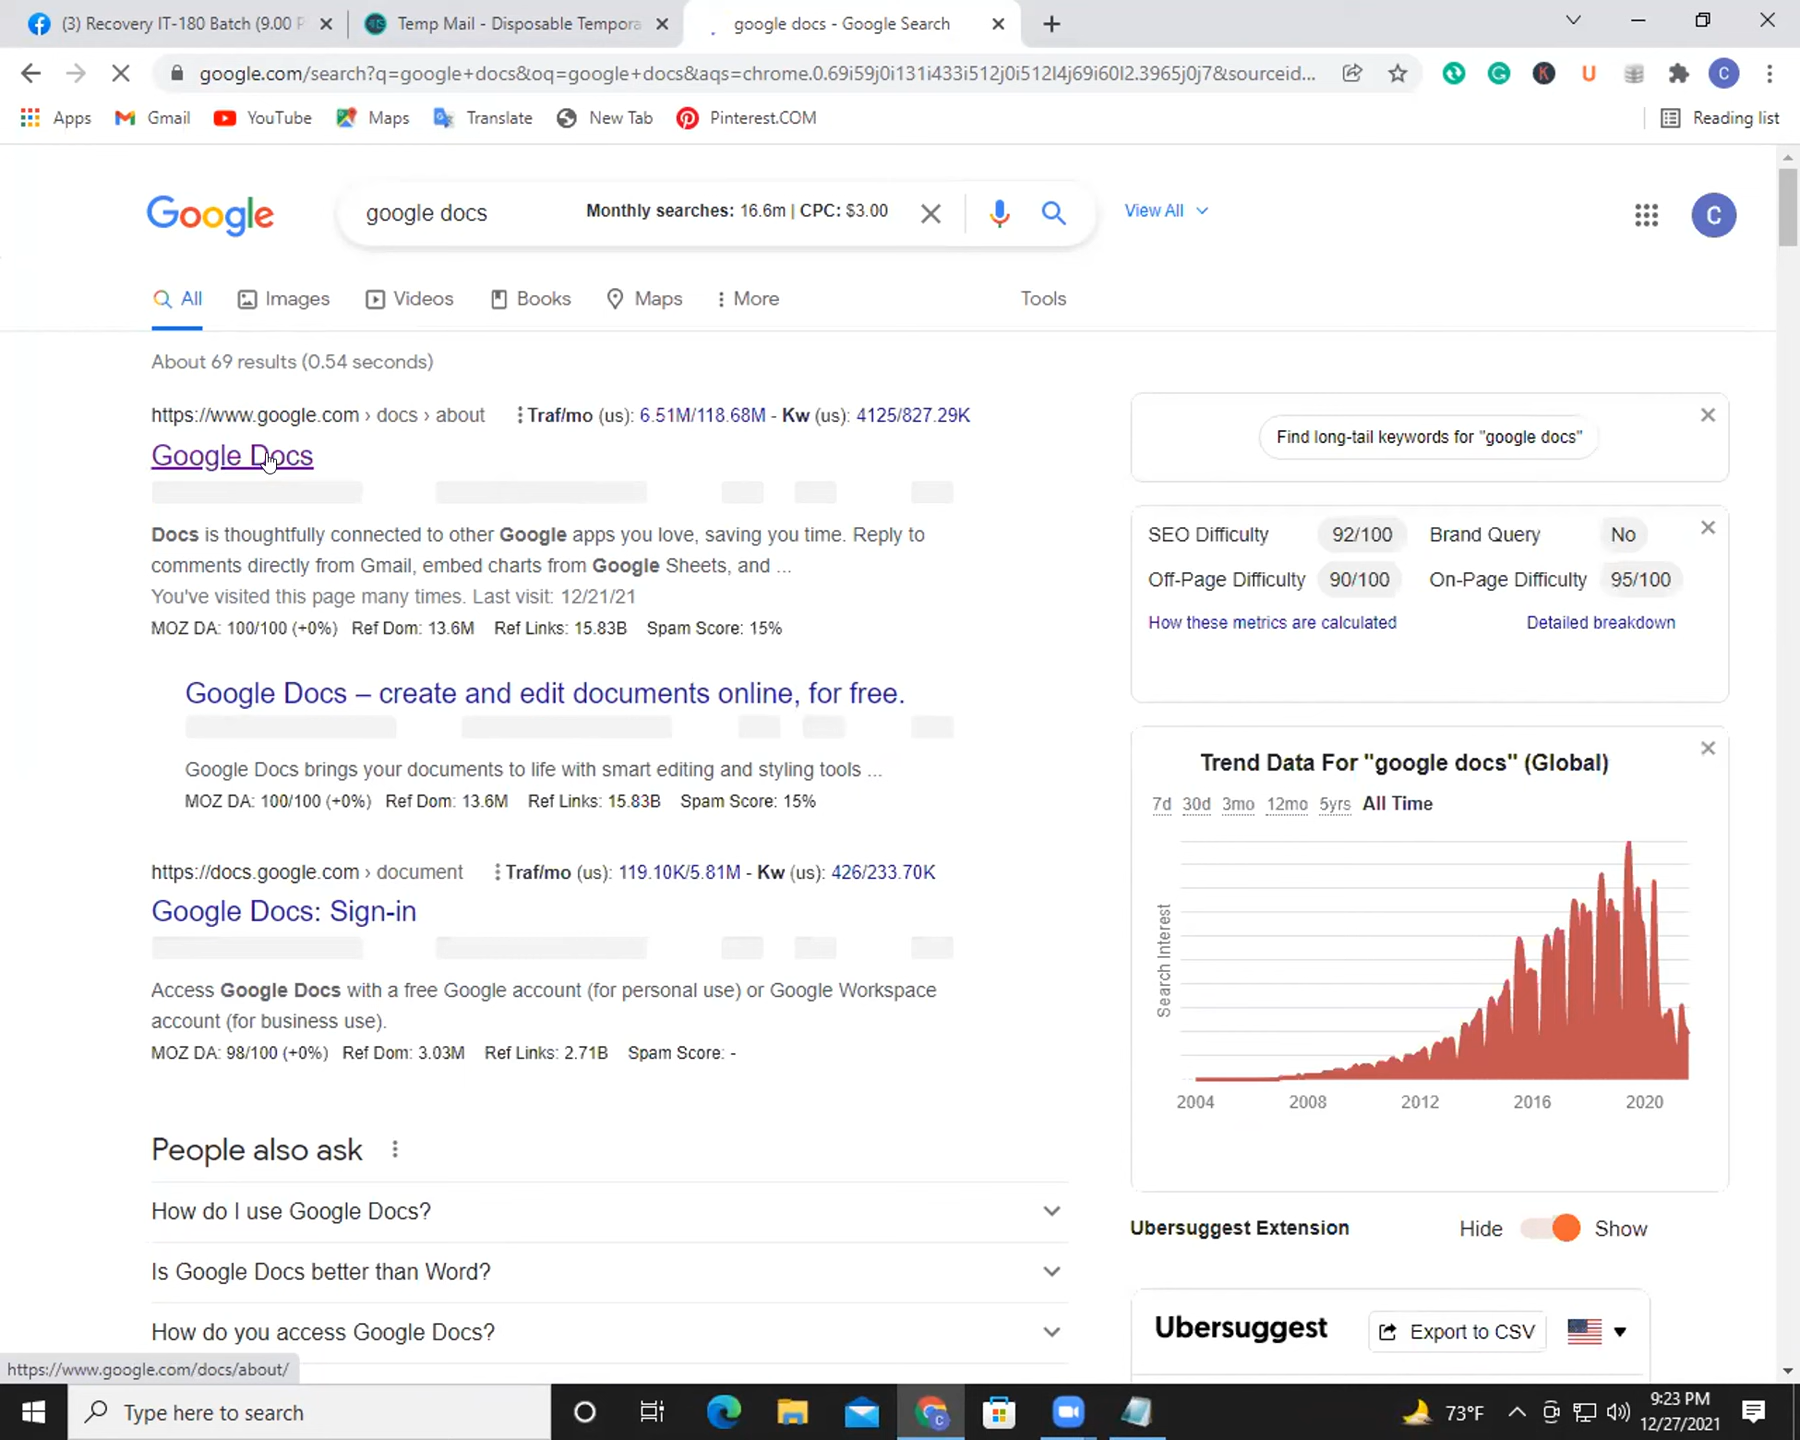 (3) Recovery IT-180 Batch (9.00 P
Temp Mail - Disposable Tempora
google docs - Google Search
google.com/search?q=google+docs&oq=google+docs&aqs=chrome.0.69i59j0i131i433i512j0i512l4j69i60l2.3965j0j7&sourceid...
C
Apps
Gmail
YouTube
Maps
Translate
New Tab
Pinterest.COM
Reading list
Google
google docs
Monthly searches: 16.6m | CPC: $3.00
View All
C
All
Images
Videos
Books
Maps
More
Tools
About 69 results (0.54 seconds)
https://www.google.com › docs › about
Traf/mo (us): 6.51M/118.68M - Kw (us): 4125/827.29K
Google Docs
Docs is thoughtfully connected to other Google apps you love, saving you time. Reply to
comments directly from Gmail, embed charts from Google Sheets, and ...
You've visited this page many times. Last visit: 12/21/21
MOZ DA: 100/100 (+0%) Ref Dom: 13.6M Ref Links: 15.83B Spam Score: 15%
Google Docs – create and edit documents online, for free.
Google Docs brings your documents to life with smart editing and styling tools ...
MOZ DA: 100/100 (+0%) Ref Dom: 13.6M Ref Links: 15.83B Spam Score: 15%
https://docs.google.com › document
Traf/mo (us): 119.10K/5.81M - Kw (us): 426/233.70K
Google Docs: Sign-in
Access Google Docs with a free Google account (for personal use) or Google Workspace
account (for business use).
MOZ DA: 98/100 (+0%) Ref Dom: 3.03M Ref Links: 2.71B Spam Score: -
People also ask
How do I use Google Docs?
Is Google Docs better than Word?
How do you access Google Docs?
https://www.google.com/docs/about/
Find long-tail keywords for "google docs"
SEO Difficulty 92/100 Brand Query No
Off-Page Difficulty 90/100 On-Page Difficulty 95/100
How these metrics are calculated
Detailed breakdown
Trend Data For "google docs" (Global)
7d 30d 3mo 12mo 5yrs All Time
Search Interest
2004 2008 2012 2016 2020
Ubersuggest Extension
Hide
Show
Ubersuggest
Export to CSV
Type here to search
73°F
9:23 PM
12/27/2021